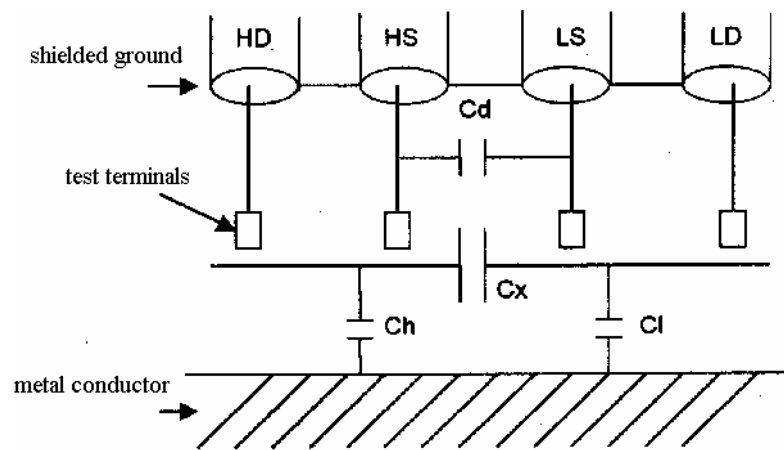 HD HS LS LD
shielded ground
Cd
test terminals
Cx
Ch Cl
metal conductor